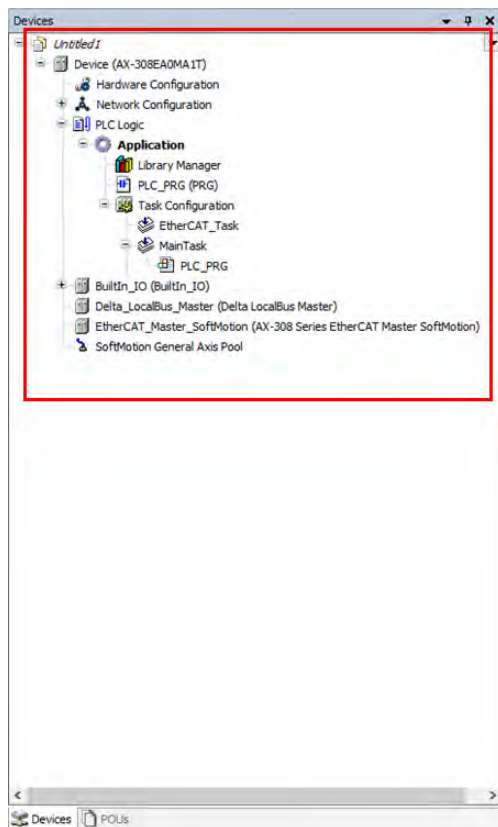 Devices
Untitled1
Device (AX-308EA0MA1T)
Hardware Configuration
Network Configuration
PLC Logic
Application
Library Manager
PLC_PRG (PRG)
Task Configuration
EtherCAT_Task
MainTask
PLC_PRG
BuiltIn_IO (BuiltIn_IO)
Delta_LocalBus_Master (Delta LocalBus Master)
EtherCAT_Master_SoftMotion (AX-308 Series EtherCAT Master SoftMotion)
SoftMotion General Axis Pool
Devices POUs